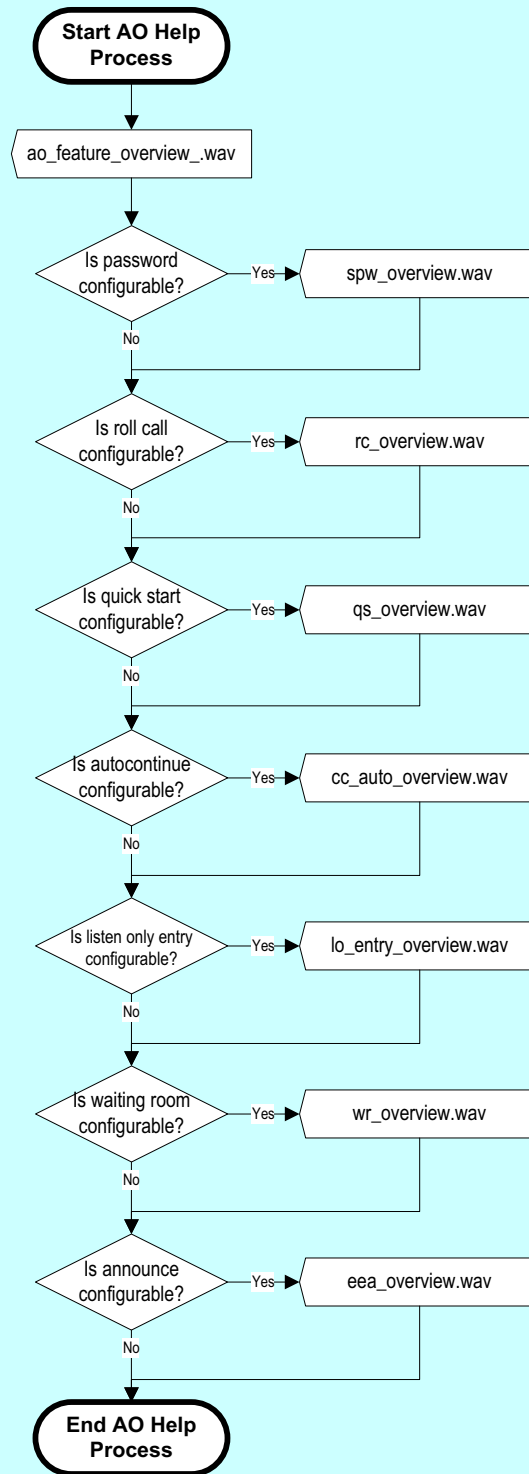 Start AO Help
Process
ao_feature_overview_.wav
Is password
configurable?
Yes
spw_overview.wav
No
Is roll call
configurable?
Yes
rc_overview.wav
No
Is quick start
configurable?
Yes
qs_overview.wav
No
Is autocontinue
configurable?
Yes
cc_auto_overview.wav
No
Is listen only entry
configurable?
Yes
lo_entry_overview.wav
No
Is waiting room
configurable?
Yes
wr_overview.wav
No
Is announce
configurable?
Yes
eea_overview.wav
No
End AO Help
Process